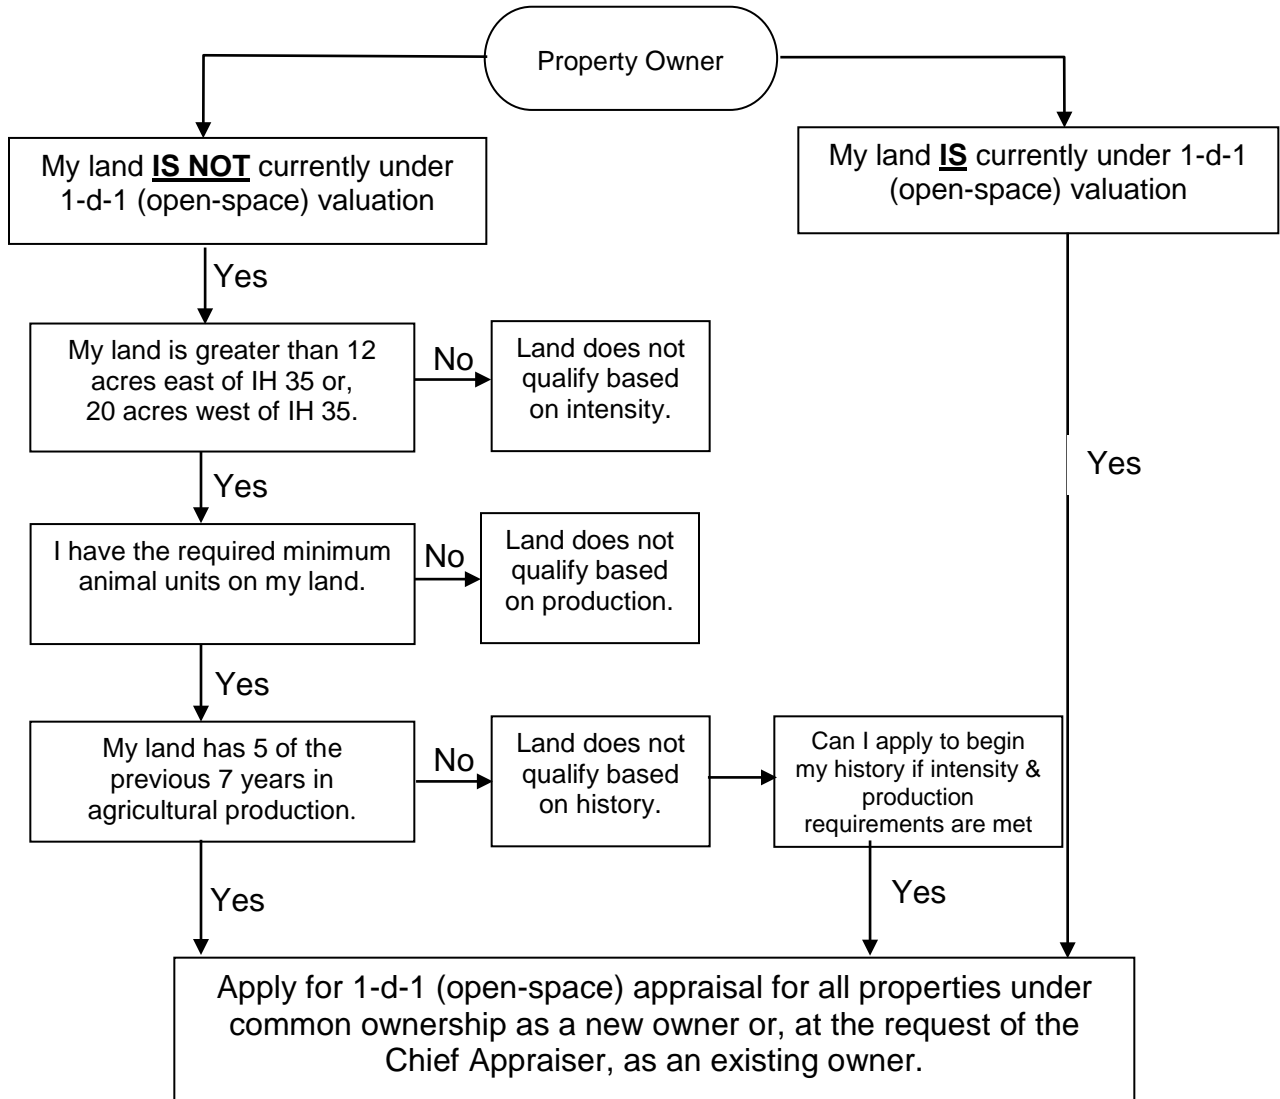 Property Owner
My land IS NOT currently under
1-d-1 (open-space) valuation
My land IS currently under 1-d-1
(open-space) valuation
Yes
My land is greater than 12
acres east of IH 35 or,
20 acres west of IH 35.
No
Land does not
qualify based
on intensity.
Yes
Yes
I have the required minimum
animal units on my land.
No
Land does not
qualify based
on production.
Yes
My land has 5 of the
previous 7 years in
agricultural production.
No
Land does not
qualify based
on history.
Can I apply to begin
my history if intensity &
production
requirements are met
Yes
Yes
Apply for 1-d-1 (open-space) appraisal for all properties under
common ownership as a new owner or, at the request of the
Chief Appraiser, as an existing owner.